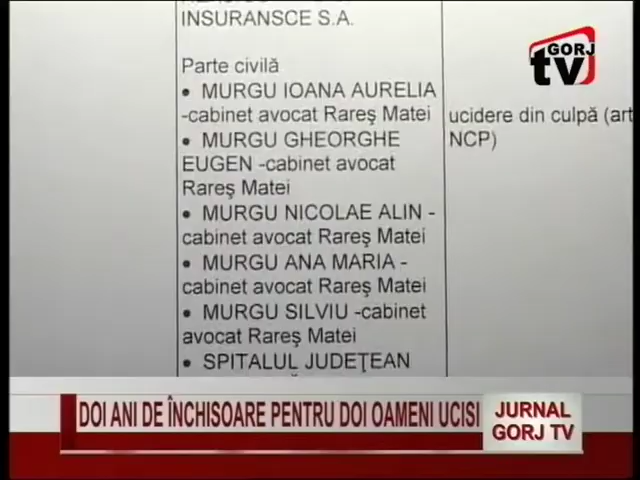 INSURANSCE S.A.
Parte civilă
• MURGU IOANA AURELIA
-cabinet avocat Rareş Matei
• MURGU GHEORGHE
EUGEN -cabinet avocat
Rareş Matei
• MURGU NICOLAE ALIN -
cabinet avocat Rareş Matei
• MURGU ANA MARIA -
cabinet avocat Rareş Matei
• MURGU SILVIU -cabinet
avocat Rareş Matei
• SPITALUL JUDEŢEAN
ucidere din culpă (art
NCP)
GORJ
tv
DOI ANI DE ÎNCHISOARE PENTRU DOI OAMENI UCISI
JURNAL
GORJ TV